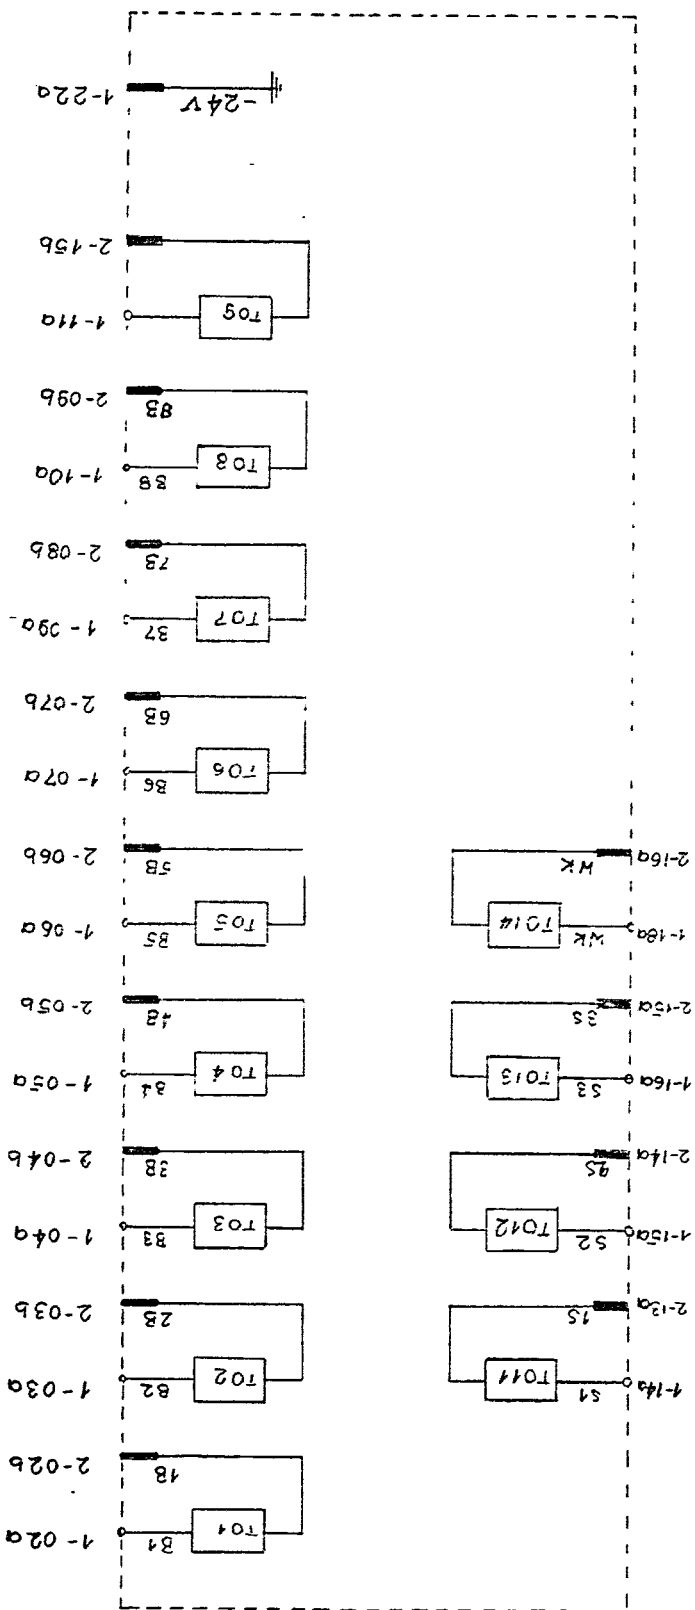 TO1 B1 1-02a
1B 2-02b
1-14a S1 TO11 TO2 B2 1-03a
2-13a 1S 2B 2-03b
1-15a S2 TO12 TO3 B3 1-04a
2-14a 2S 3B 2-04b
1-16a S3 TO13 TO4 B4 1-05a
2-15a 3S 4B 2-05b
1-18a WK TO14 TO5 B5 1-06a
2-16a WK 5B 2-06b
TO6 B6 1-07a
6B 2-07b
TO7 B7 1-09a
7B 2-08b
TO8 B8 1-10a
8B 2-09b
TO9 1-11a
2-15b
-24V 1-22a